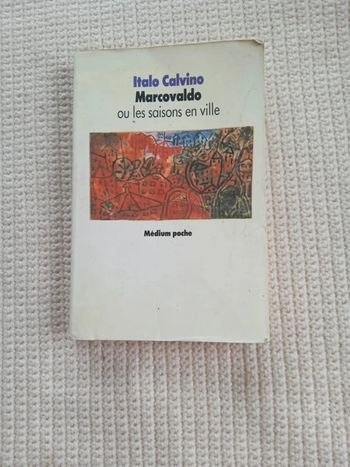 Italo Calvino
Marcovaldo
ou les saisons en ville
Médium poche